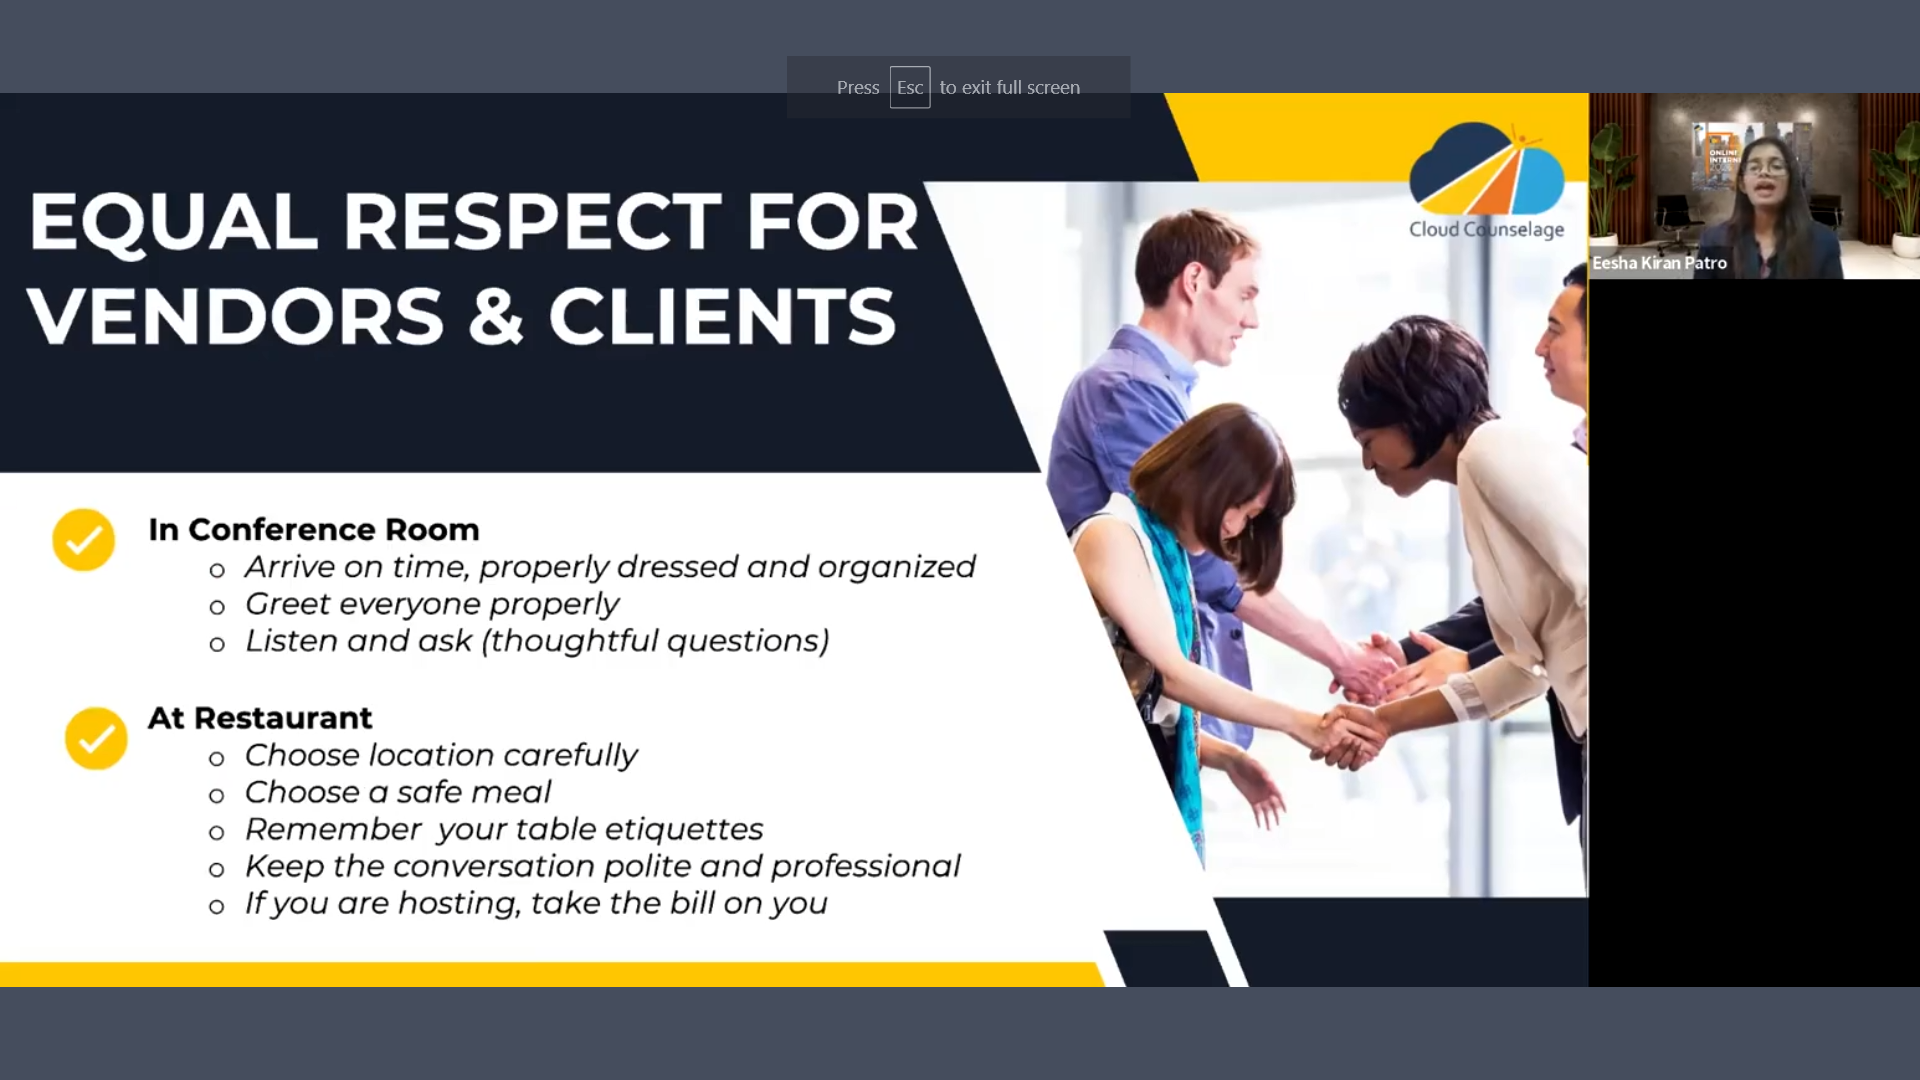 Press Esc to exit full screen
EQUAL RESPECT FOR
VENDORS & CLIENTS
Cloud Counselage
In Conference Room
o Arrive on time, properly dressed and organized
o Greet everyone properly
o Listen and ask (thoughtful questions)
At Restaurant
o Choose location carefully
o Choose a safe meal
o Remember your table etiquettes
o Keep the conversation polite and professional
o If you are hosting, take the bill on you
Eesha Kiran Patro